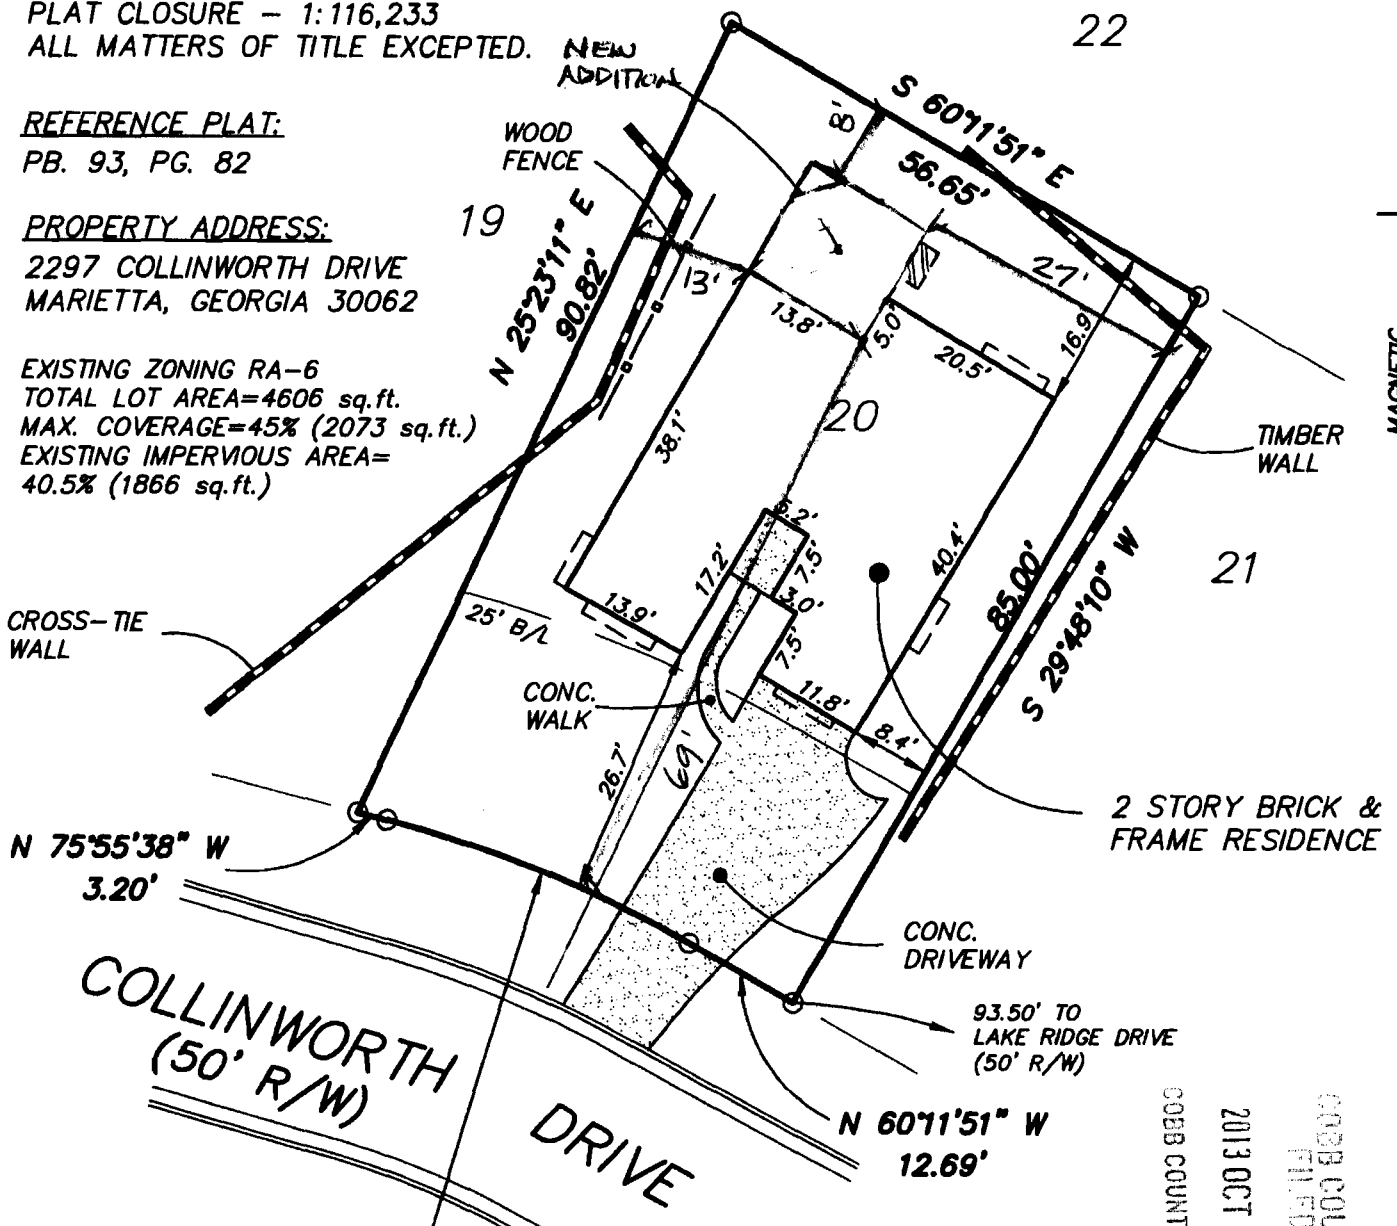 PLAT CLOSURE – 1:116,233
ALL MATTERS OF TITLE EXCEPTED.
REFERENCE PLAT:
PB. 93, PG. 82
PROPERTY ADDRESS:
2297 COLLINWORTH DRIVE
MARIETTA, GEORGIA 30062
EXISTING ZONING RA-6
TOTAL LOT AREA=4606 sq.ft.
MAX. COVERAGE=45% (2073 sq.ft.)
EXISTING IMPERVIOUS AREA=
40.5% (1866 sq.ft.)
NEW
ADDITION
WOOD
FENCE
22
8'
S 60°11'51" E
56.65'
19
N 25°23'11" E
90.82'
13'
13.8'
27'
5.0'
20.5'
16.9'
MAGNETIC
20
38.1'
TIMBER
WALL
5.2'
7.5'
17.2'
3.0'
7.5'
40.4'
85.00'
S 29°48'10" W
21
CROSS-TIE
WALL
25' B/L
13.9'
CONC.
WALK
11.8'
8.4'
26.7'
69'
2 STORY BRICK &
FRAME RESIDENCE
N 75°55'38" W
3.20'
CONC.
DRIVEWAY
COLLINWORTH
(50' R/W)
DRIVE
93.50' TO
LAKE RIDGE DRIVE
(50' R/W)
N 60°11'51" W
12.69'
COBB COUNT
2013 OCT
COBB COU
FILED